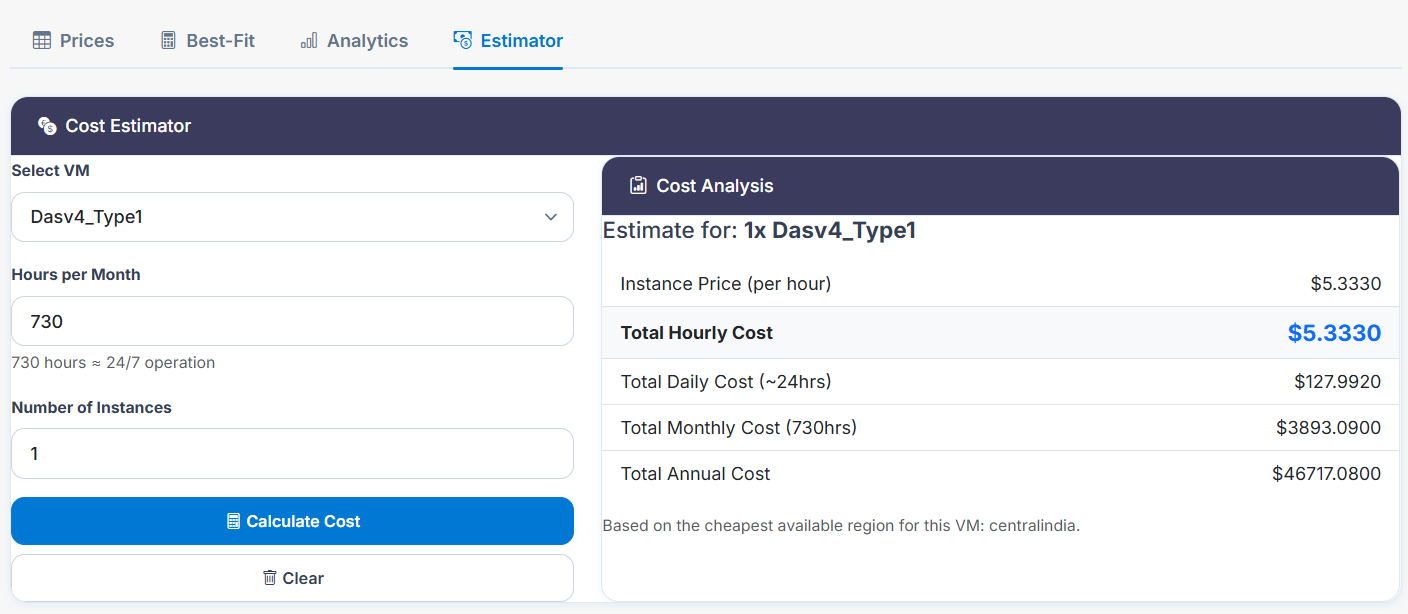 Prices Best-Fit Analytics Estimator
Cost Estimator
Select VM
Dasv4_Type1
Hours per Month
730
730 hours ≈ 24/7 operation
Number of Instances
1
Calculate Cost
Clear
Cost Analysis
Estimate for: 1x Dasv4_Type1
Instance Price (per hour) $5.3330
Total Hourly Cost $5.3330
Total Daily Cost (~24hrs) $127.9920
Total Monthly Cost (730hrs) $3893.0900
Total Annual Cost $46717.0800
Based on the cheapest available region for this VM: centralindia.